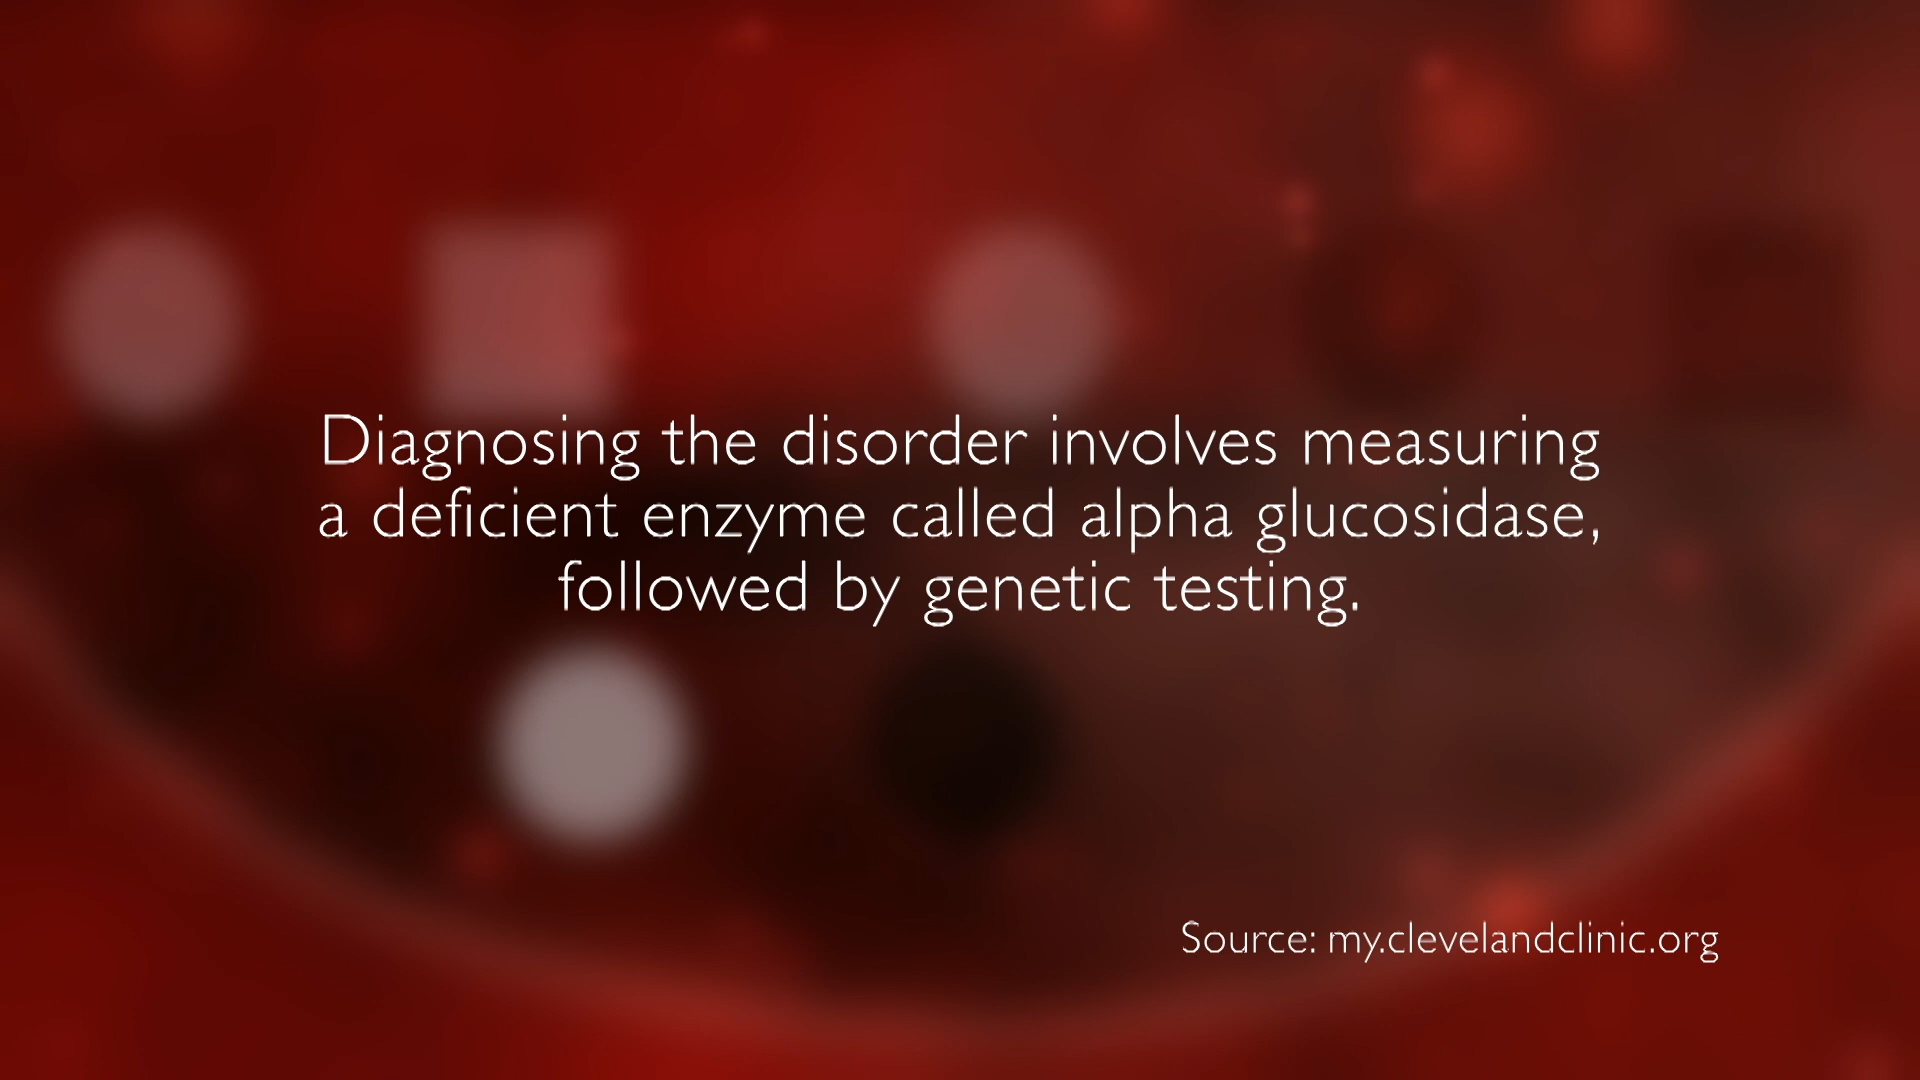 Diagnosing the disorder involves measuring
a deficient enzyme called alpha glucosidase,
followed by genetic testing.
Source: my.clevelandclinic.org